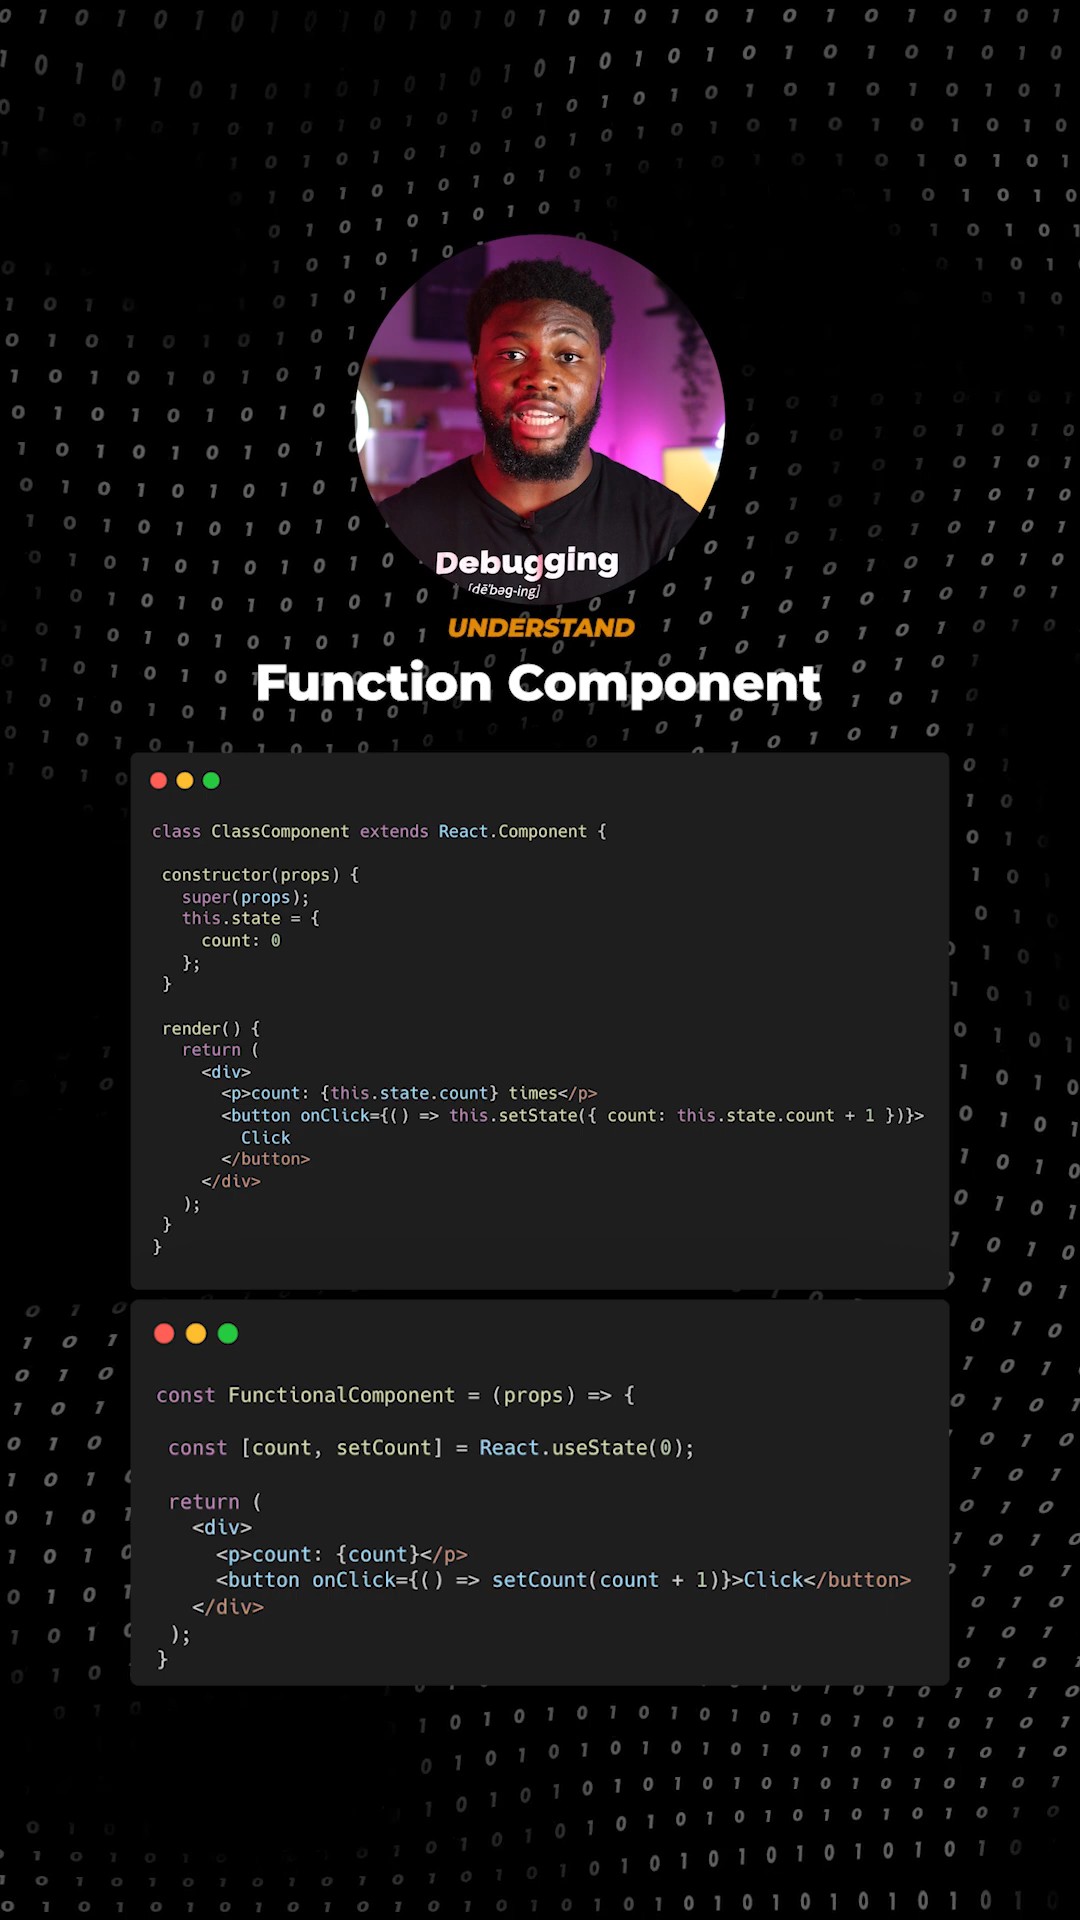 Debugging
[dē'bəg-ing]
UNDERSTAND
Function Component
class ClassComponent extends React.Component {
constructor(props) {
super(props);
this.state = {
count: 0
};
}
render() {
return (
<div>
<p>count: {this.state.count} times</p>
<button onClick={() => this.setState({ count: this.state.count + 1 })}>
Click
</button>
</div>
);
}
}
const FunctionalComponent = (props) => {
const [count, setCount] = React.useState(0);
return (
<div>
<p>count: {count}</p>
<button onClick={() => setCount(count + 1)}>Click</button>
</div>
);
}